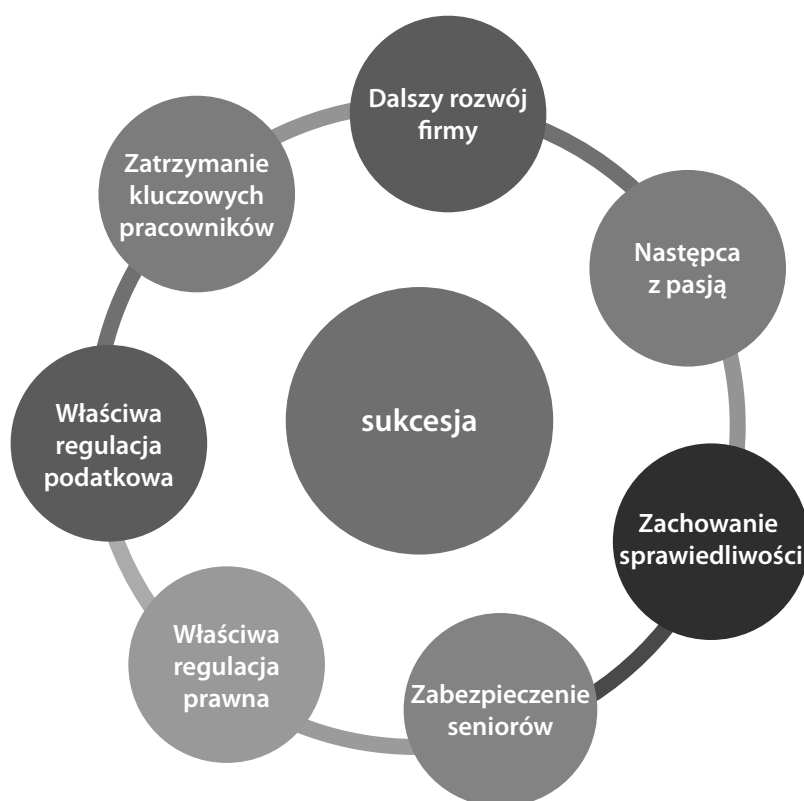 Dalszy rozwój
firmy
Następca
z pasją
Zachowanie
sprawiedliwości
Zabezpieczenie
seniorów
Właściwa
regulacja
prawna
Właściwa
regulacja
podatkowa
Zatrzymanie
kluczowych
pracowników
sukcesja